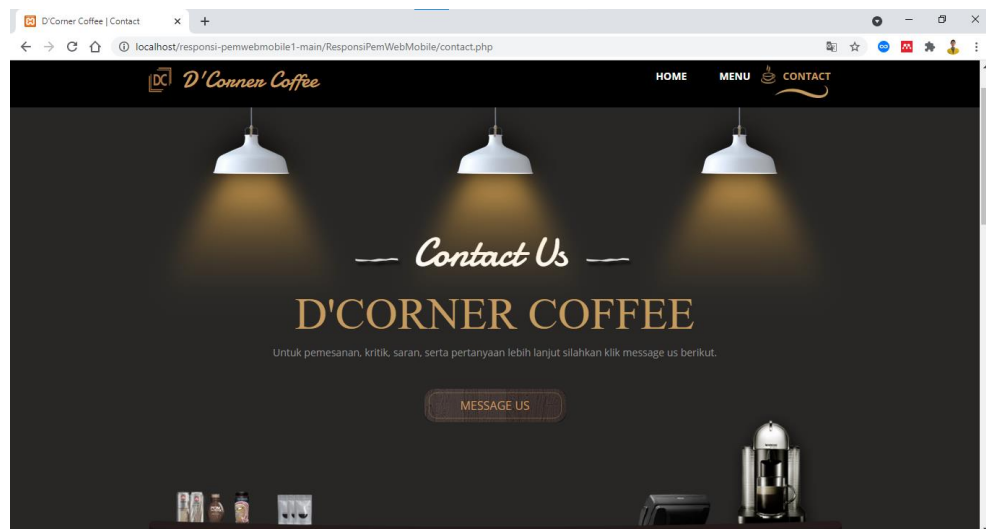 D'Corner Coffee | Contact
localhost/responsi-pemwebmobile1-main/ResponsiPemWebMobile/contact.php
DC D'Corner Coffee
HOME MENU CONTACT
Contact Us
D'CORNER COFFEE
Untuk pemesanan, kritik, saran, serta pertanyaan lebih lanjut silahkan klik message us berikut.
MESSAGE US